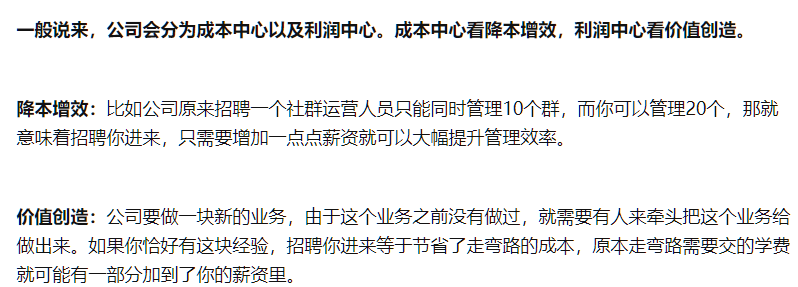 一般说来，公司会分为成本中心以及利润中心。成本中心看降本增效，利润中心看价值创造。
降本增效：比如公司原来招聘一个社群运营人员只能同时管理10个群，而你可以管理20个，那就
意味着招聘你进来，只需要增加一点点薪资就可以大幅提升管理效率。
价值创造：公司要做一块新的业务，由于这个业务之前没有做过，就需要有人来牵头把这个业务给
做出来。如果你恰好有这块经验，招聘你进来等于节省了走弯路的成本，原本走弯路需要交的学费
就可能有一部分加到了你的薪资里。